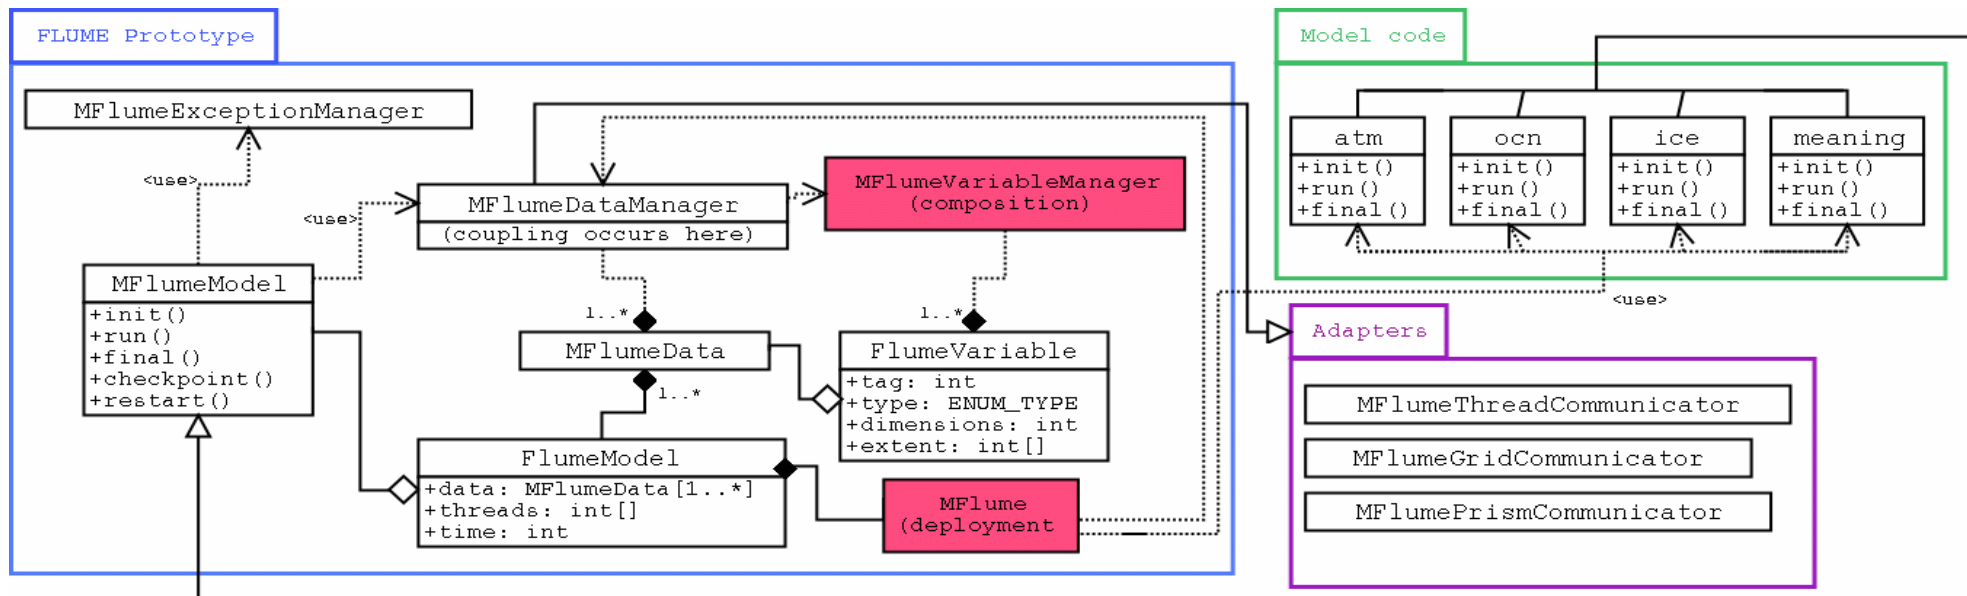 FLUME Prototype
MFlumeExceptionManager
<use>
<use>
MFlumeDataManager
(coupling occurs here)
MFlumeVariableManager
(composition)
MFlumeModel
+init()
+run()
+final()
+checkpoint()
+restart()
1..*
MFlumeData
1..*
1..*
FlumeVariable
+tag: int
+type: ENUM_TYPE
+dimensions: int
+extent: int[]
FlumeModel
+data: MFlumeData[1..*]
+threads: int[]
+time: int
MFlume
(deployment
Model code
atm
+init()
+run()
+final()
ocn
+init()
+run()
+final()
ice
+init()
+run()
+final()
meaning
+init()
+run()
+final()
<use>
Adapters
MFlumeThreadCommunicator
MFlumeGridCommunicator
MFlumePrismCommunicator